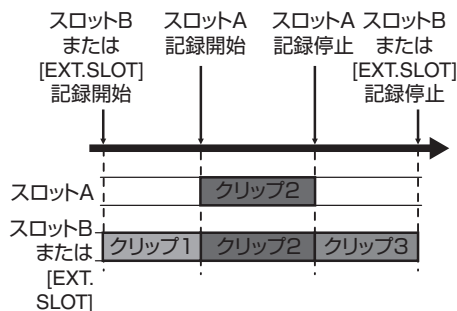 スロットB
または
[EXT.SLOT]
記録開始
スロットA
記録開始
スロットA
記録停止
スロットB
または
[EXT.SLOT]
記録停止
スロットA
クリップ2
スロットB
または
[EXT.
SLOT]
クリップ1
クリップ2
クリップ3